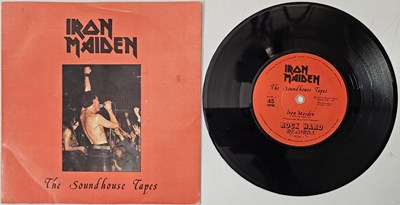 IRON
MAIDEN
The Soundhouse Tapes
IRON
MAIDEN
The Soundhouse Tapes
45
Iron Maiden
ROCK HARD
RECORDS